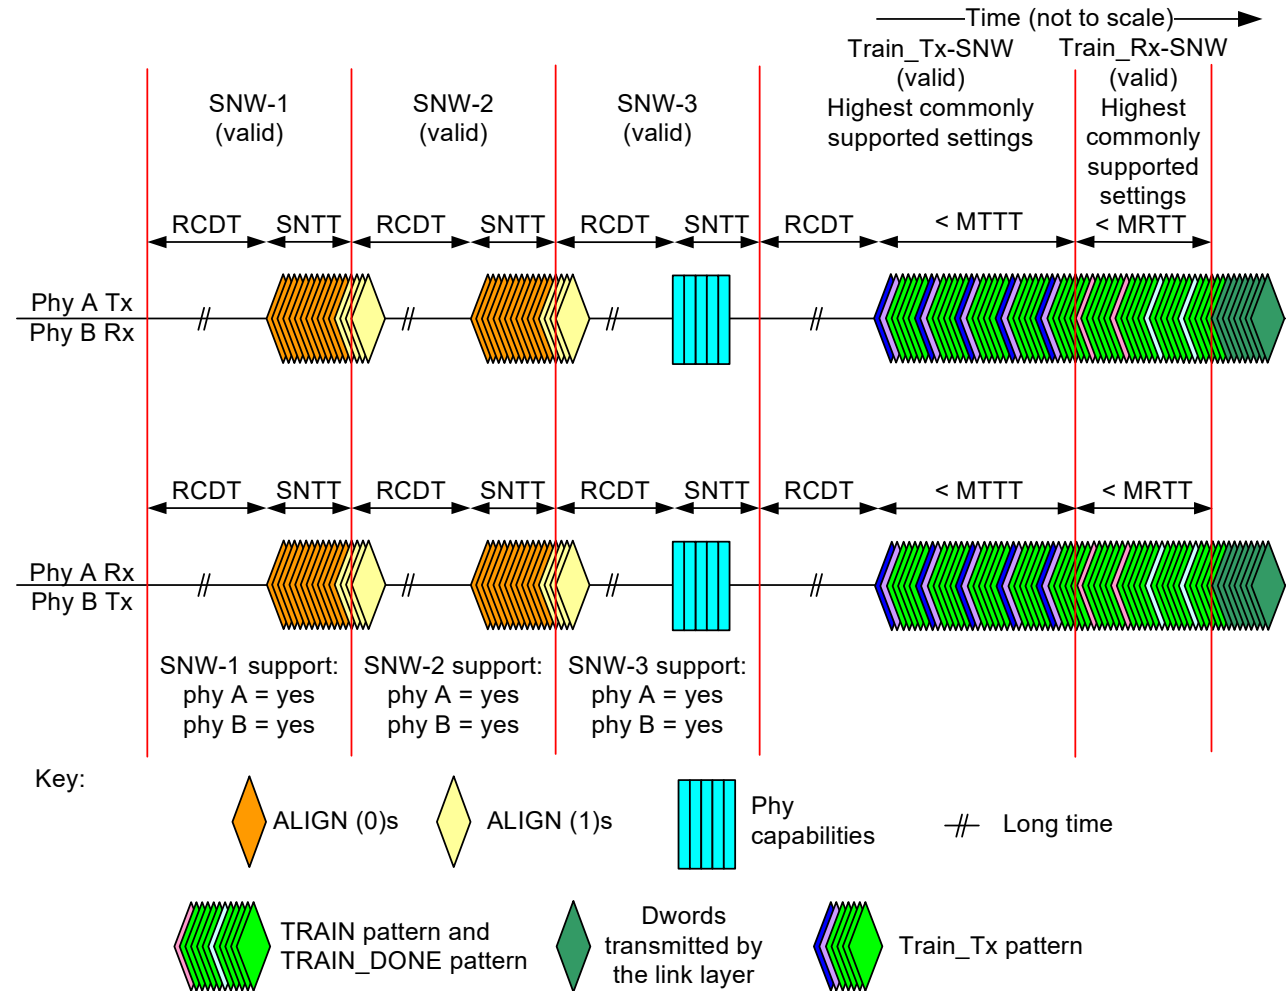 Time (not to scale)
Train_Tx-SNW
(valid)
Highest commonly
supported settings
Train_Rx-SNW
(valid)
Highest
commonly
supported
settings
SNW-1
(valid)
SNW-2
(valid)
SNW-3
(valid)
RCDT SNTT RCDT SNTT RCDT SNTT RCDT < MTTT < MRTT
Phy A Tx
Phy B Rx
RCDT SNTT RCDT SNTT RCDT SNTT RCDT < MTTT < MRTT
Phy A Rx
Phy B Tx
SNW-1 support:
phy A = yes
phy B = yes
SNW-2 support:
phy A = yes
phy B = yes
SNW-3 support:
phy A = yes
phy B = yes
Key:
ALIGN (0)s
ALIGN (1)s
Phy
capabilities
Long time
TRAIN pattern and
TRAIN_DONE pattern
Dwords
transmitted by
the link layer
Train_Tx pattern